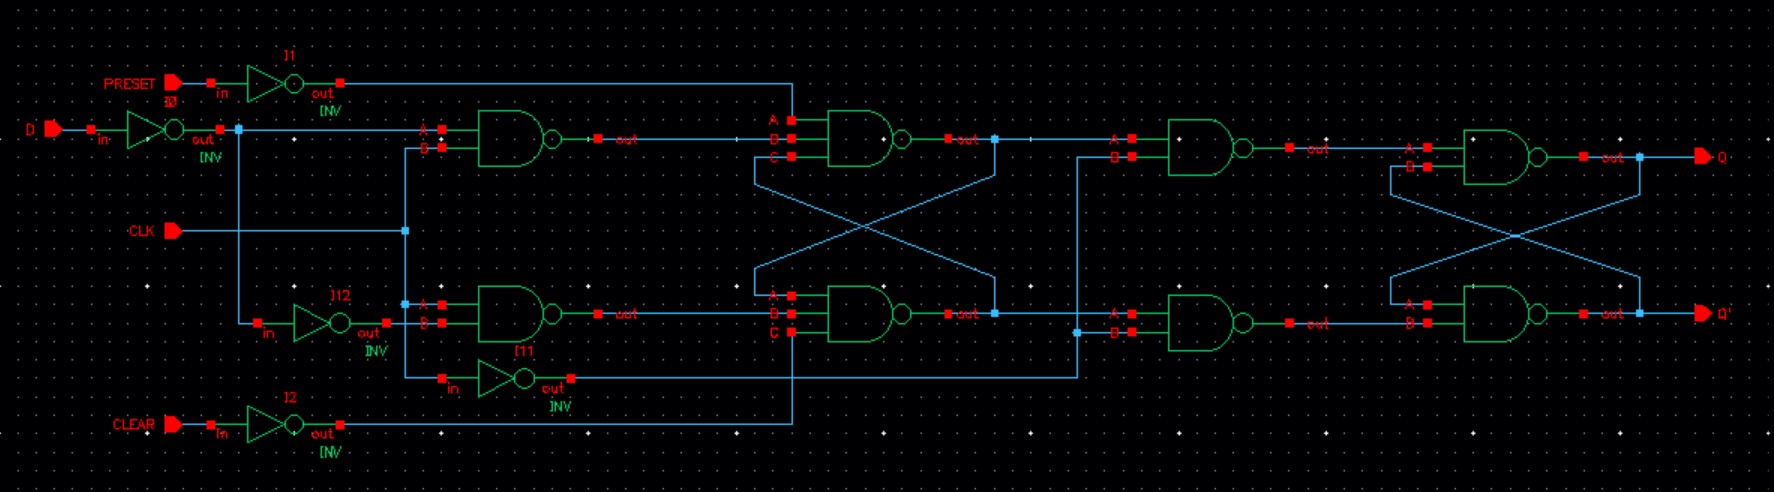 I1
PRESET in out
INV
I0
D in out
INV
A
B
out
A
B
C
out
A
B
out
A
B
out
Q
CLK
I12
in out
INV
A
B
out
A
B
C
out
A
B
out
A
B
out
Q'
I11
in out
INV
I2
CLEAR in out
INV